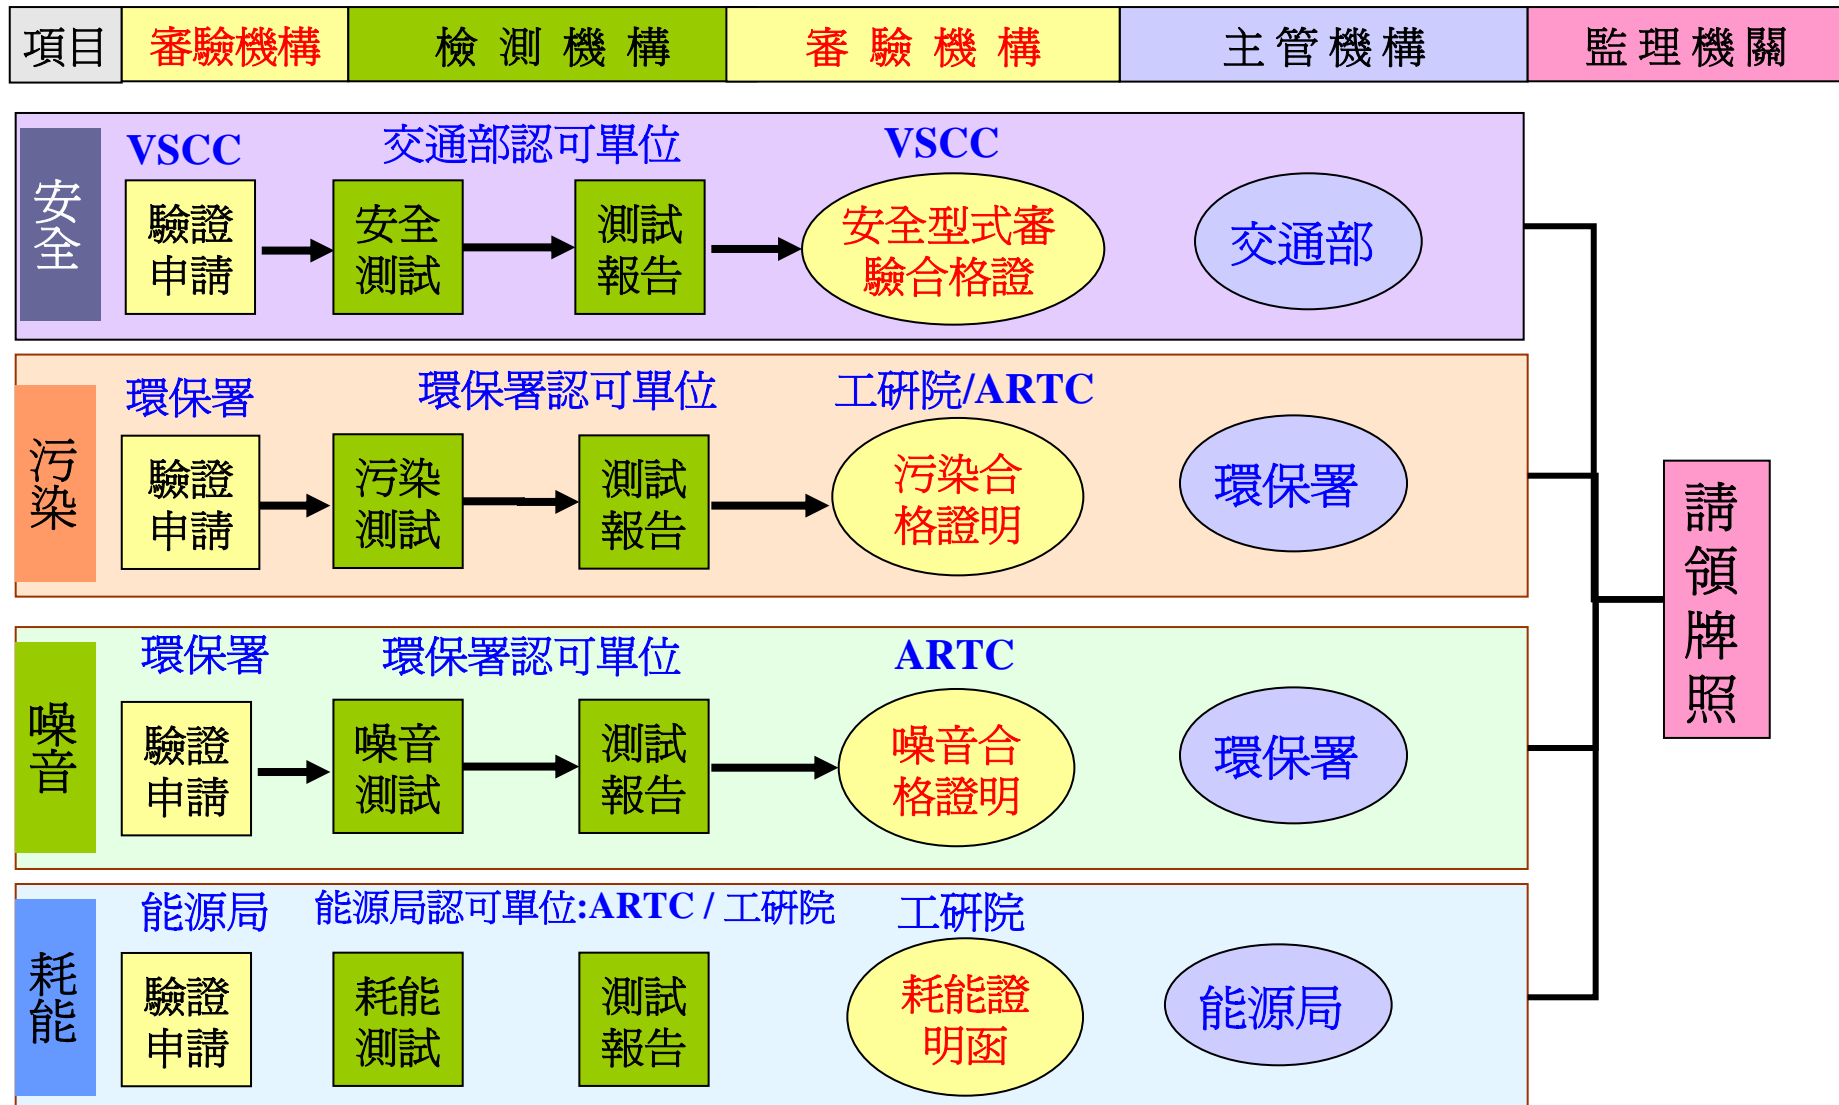 項目 審驗機構 檢測機構 審驗機構 主管機構 監理機關
安全
VSCC 交通部認可單位 VSCC
驗證
申請
安全
測試
測試
報告
安全型式審
驗合格證
交通部
污染
環保署 環保署認可單位 工研院/ARTC
驗證
申請
污染
測試
測試
報告
污染合
格證明
環保署
噪音
環保署 環保署認可單位 ARTC
驗證
申請
噪音
測試
測試
報告
噪音合
格證明
環保署
耗能
能源局 能源局認可單位:ARTC / 工研院 工研院
驗證
申請
耗能
測試
測試
報告
耗能證
明函
能源局
請領牌照